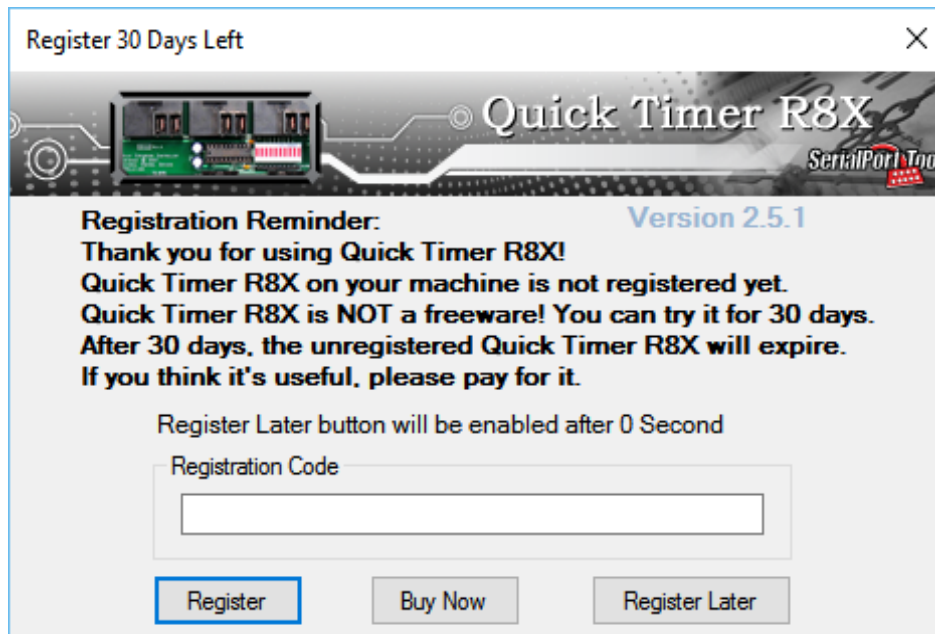 Register 30 Days Left
Quick Timer R8X
SerialPort Too
Registration Reminder:
Version 2.5.1
Thank you for using Quick Timer R8X!
Quick Timer R8X on your machine is not registered yet.
Quick Timer R8X is NOT a freeware! You can try it for 30 days.
After 30 days, the unregistered Quick Timer R8X will expire.
If you think it's useful, please pay for it.
Register Later button will be enabled after 0 Second
Registration Code
Register
Buy Now
Register Later